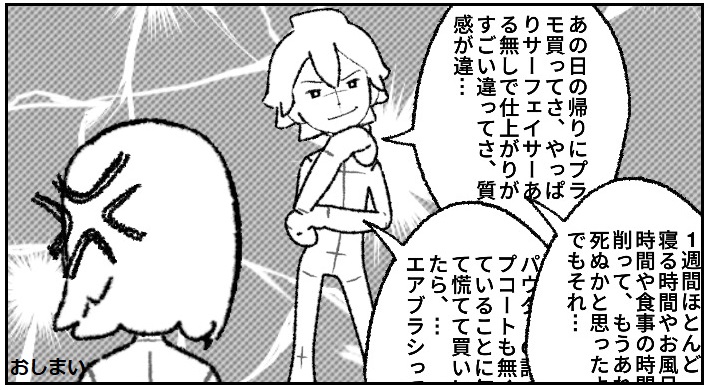 あの日の帰りにプラ
モ買ってさ、やっぱ
りサーフェイサーあ
る無しで仕上がりが
すごい違ってさ、質
感が違…
1週間ほとんど
寝る時間やお風
時間や食事の時間
削って、もうあ
死ぬかと思った
でもそれ…
パウダ
プコートも無
ていることに
て慌てて買い
たら、…
エアブラシっ
おしまい